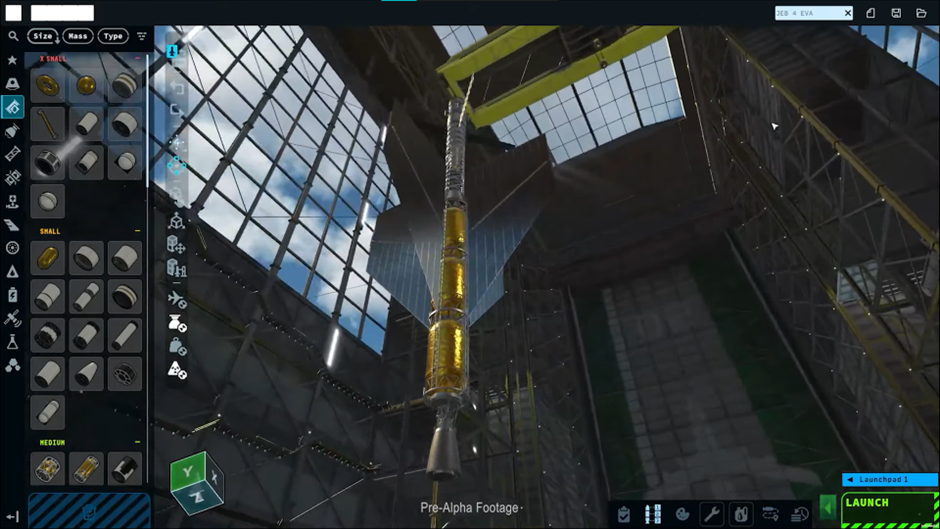 JEB 4 EVA
Size Mass Type
X SMALL
SMALL
MEDIUM
Y
X
Z
Pre-Alpha Footage
Launchpad 1
LAUNCH